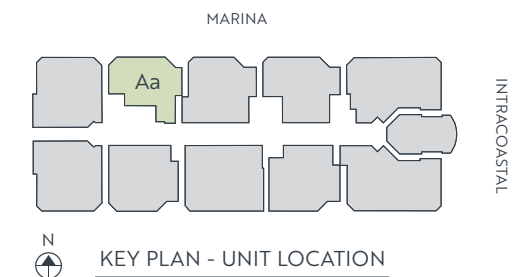 MARINA
Aa
INTRACOASTAL
N
KEY PLAN - UNIT LOCATION